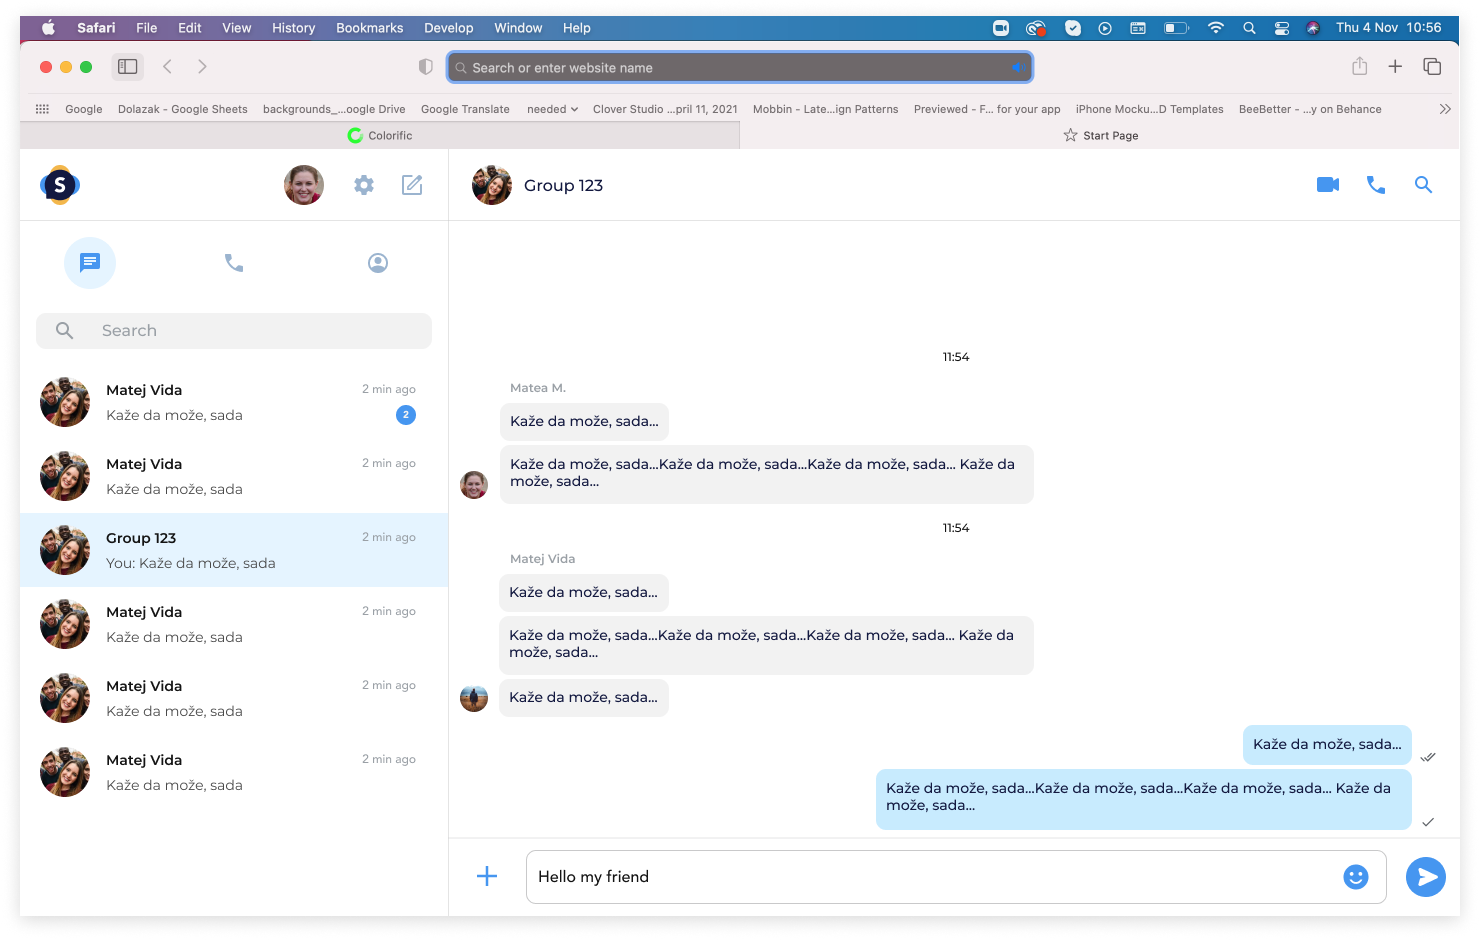 Safari File Edit View History Bookmarks Develop Window Help Thu 4 Nov 10:56
Search or enter website name
Google Dolazak - Google Sheets backgrounds_...oogle Drive Google Translate needed Clover Studio ...pril 11, 2021 Mobbin - Late...ign Patterns Previewed - F... for your app iPhone Mocku...D Templates BeeBetter - ...y on Behance
Colorific Start Page
S
Group 123
Search
Matej Vida 2 min ago
Kaže da može, sada 2
Matej Vida 2 min ago
Kaže da može, sada
Group 123 2 min ago
You: Kaže da može, sada
Matej Vida 2 min ago
Kaže da može, sada
Matej Vida 2 min ago
Kaže da može, sada
Matej Vida 2 min ago
Kaže da može, sada
11:54
Matea M.
Kaže da može, sada...
Kaže da može, sada...Kaže da može, sada...Kaže da može, sada... Kaže da
može, sada...
11:54
Matej Vida
Kaže da može, sada...
Kaže da može, sada...Kaže da može, sada...Kaže da može, sada... Kaže da
može, sada...
Kaže da može, sada...
Kaže da može, sada...
Kaže da može, sada...Kaže da može, sada...Kaže da može, sada... Kaže da
može, sada...
Hello my friend